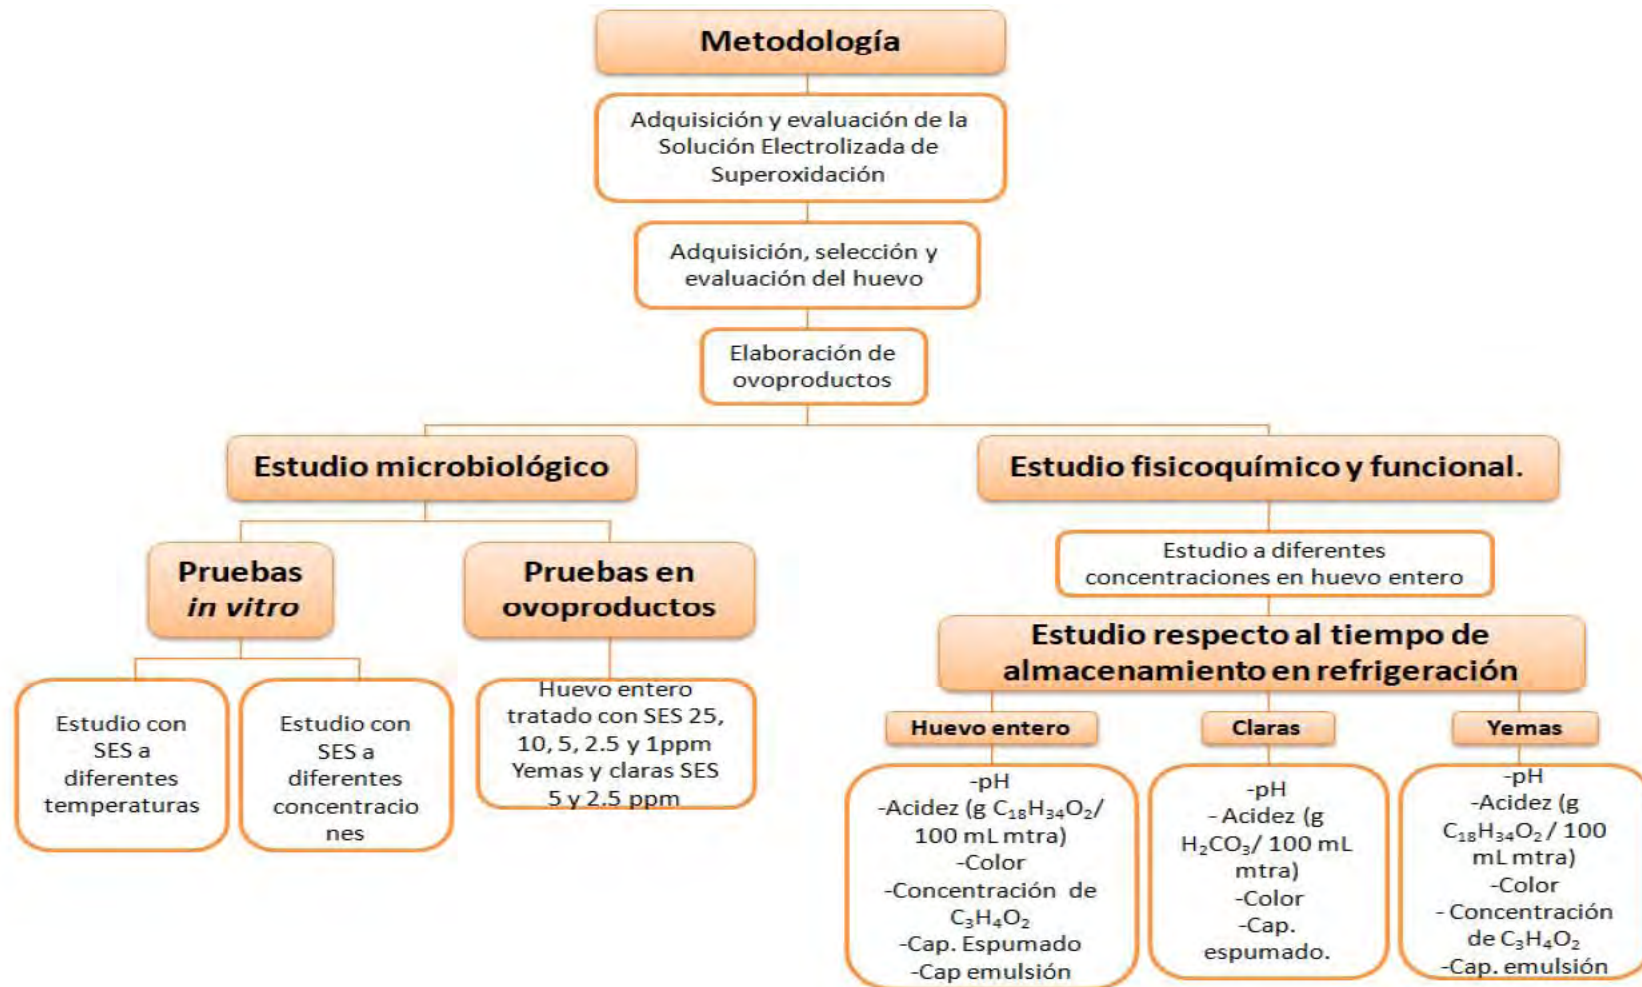 Metodología
Adquisición y evaluación de la
Solución Electrolizada de
Superoxidación
Adquisición, selección y
evaluación del huevo
Elaboración de
ovoproductos
Estudio microbiológico
Estudio fisicoquímico y funcional.
Pruebas
in vitro
Pruebas en
ovoproductos
Estudio a diferentes
concentraciones en huevo entero
Estudio respecto al tiempo de
almacenamiento en refrigeración
Estudio con
SES a
diferentes
temperaturas
Estudio con
SES a
diferentes
concentracio
nes
Huevo entero
tratado con SES 25,
10, 5, 2.5 y 1ppm
Yemas y claras SES
5 y 2.5 ppm
Huevo entero
-pH
-Acidez (g C₁₈H₃₄O₂/
100 mL mtra)
-Color
-Concentración de
C₃H₄O₂
-Cap. Espumado
-Cap emulsión
Claras
-pH
- Acidez (g
H₂CO₃/ 100 mL
mtra)
-Color
-Cap.
espumado.
Yemas
-pH
-Acidez (g
C₁₈H₃₄O₂ / 100
mL mtra)
-Color
- Concentración
de C₃H₄O₂
-Cap. emulsión